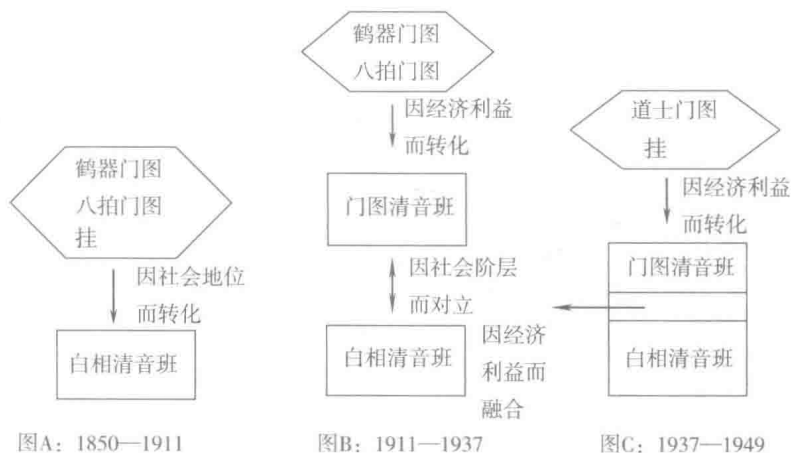 鹤器门图
八拍门图
挂
因社会地位
而转化
白相清音班
图A：1850—1911
鹤器门图
八拍门图
因经济利益
而转化
门图清音班
因社会阶层
而对立
白相清音班
图B：1911—1937
道士门图
挂
因经济利益
而转化
门图清音班
白相清音班
因经济
利益而
融合
图C：1937—1949